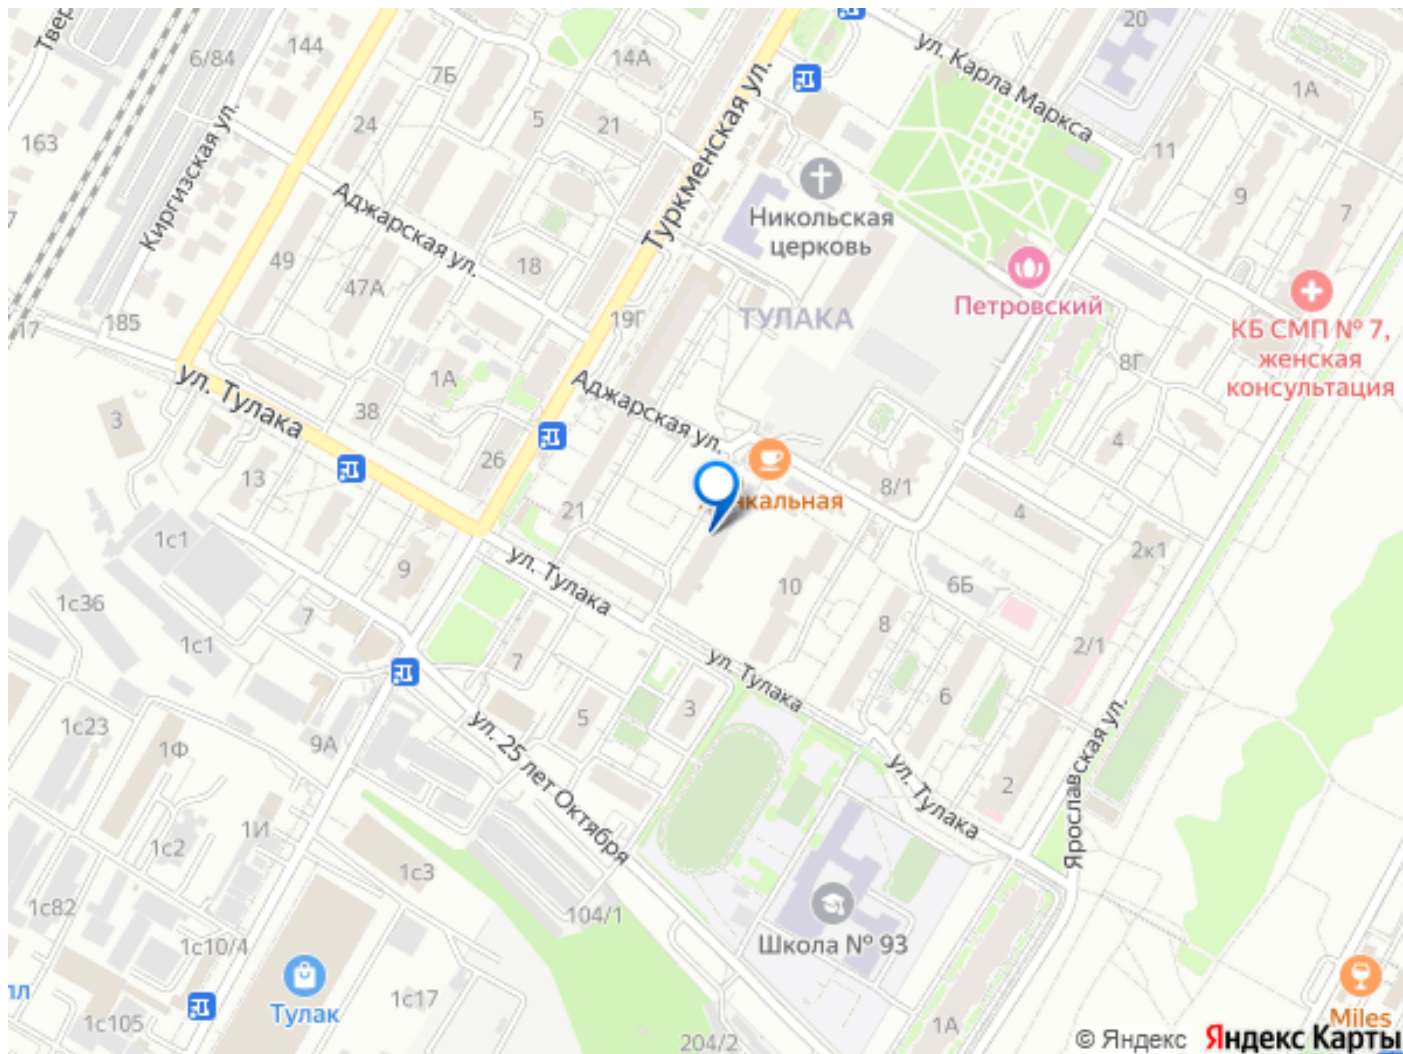 Твер
144
6/84
163
7
17
185
Киргизская ул.
24
7Б
5
21
14А
20
ул. Карла Маркса
1А
11
9
7
Туркменская ул.
Аджарская ул.
49
47А
18
19Г
1А
38
Никольская
церковь
ТУЛАКА
Петровский
КБ СМП № 7,
женская
консультация
8Г
4
ул. Тулака
3
13
26
21
Аджарская ул.
нкальная
8/1
4
2к1
1с1
1с36
1с1
7
9
ул. Тулака
10
8
6Б
6
2/1
2
7
5
3
ул. Тулака
ул. Тулака
Ярославская ул.
1с23
1Ф
9А
1И
1с2
1с3
1с82
1с10/4
ул. 25 лет Октября
104/1
Школа № 93
лл
Тулак
1с17
1с105
204/2
1А
Miles
© Яндекс Яндекс Карты